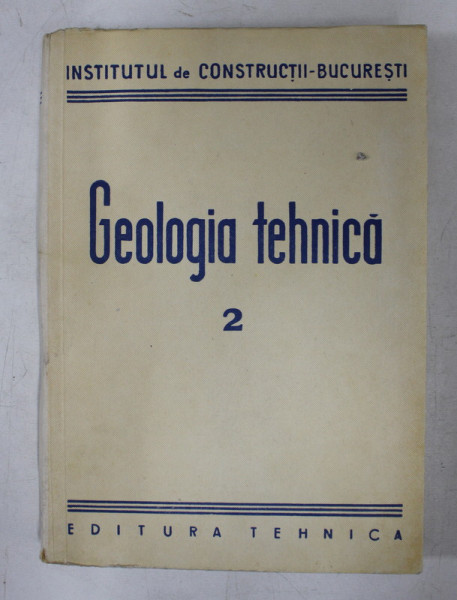 INSTITUTUL de CONSTRUCȚII-BUCUREȘTI
Geologia tehnică
2
EDITURA TEHNICA